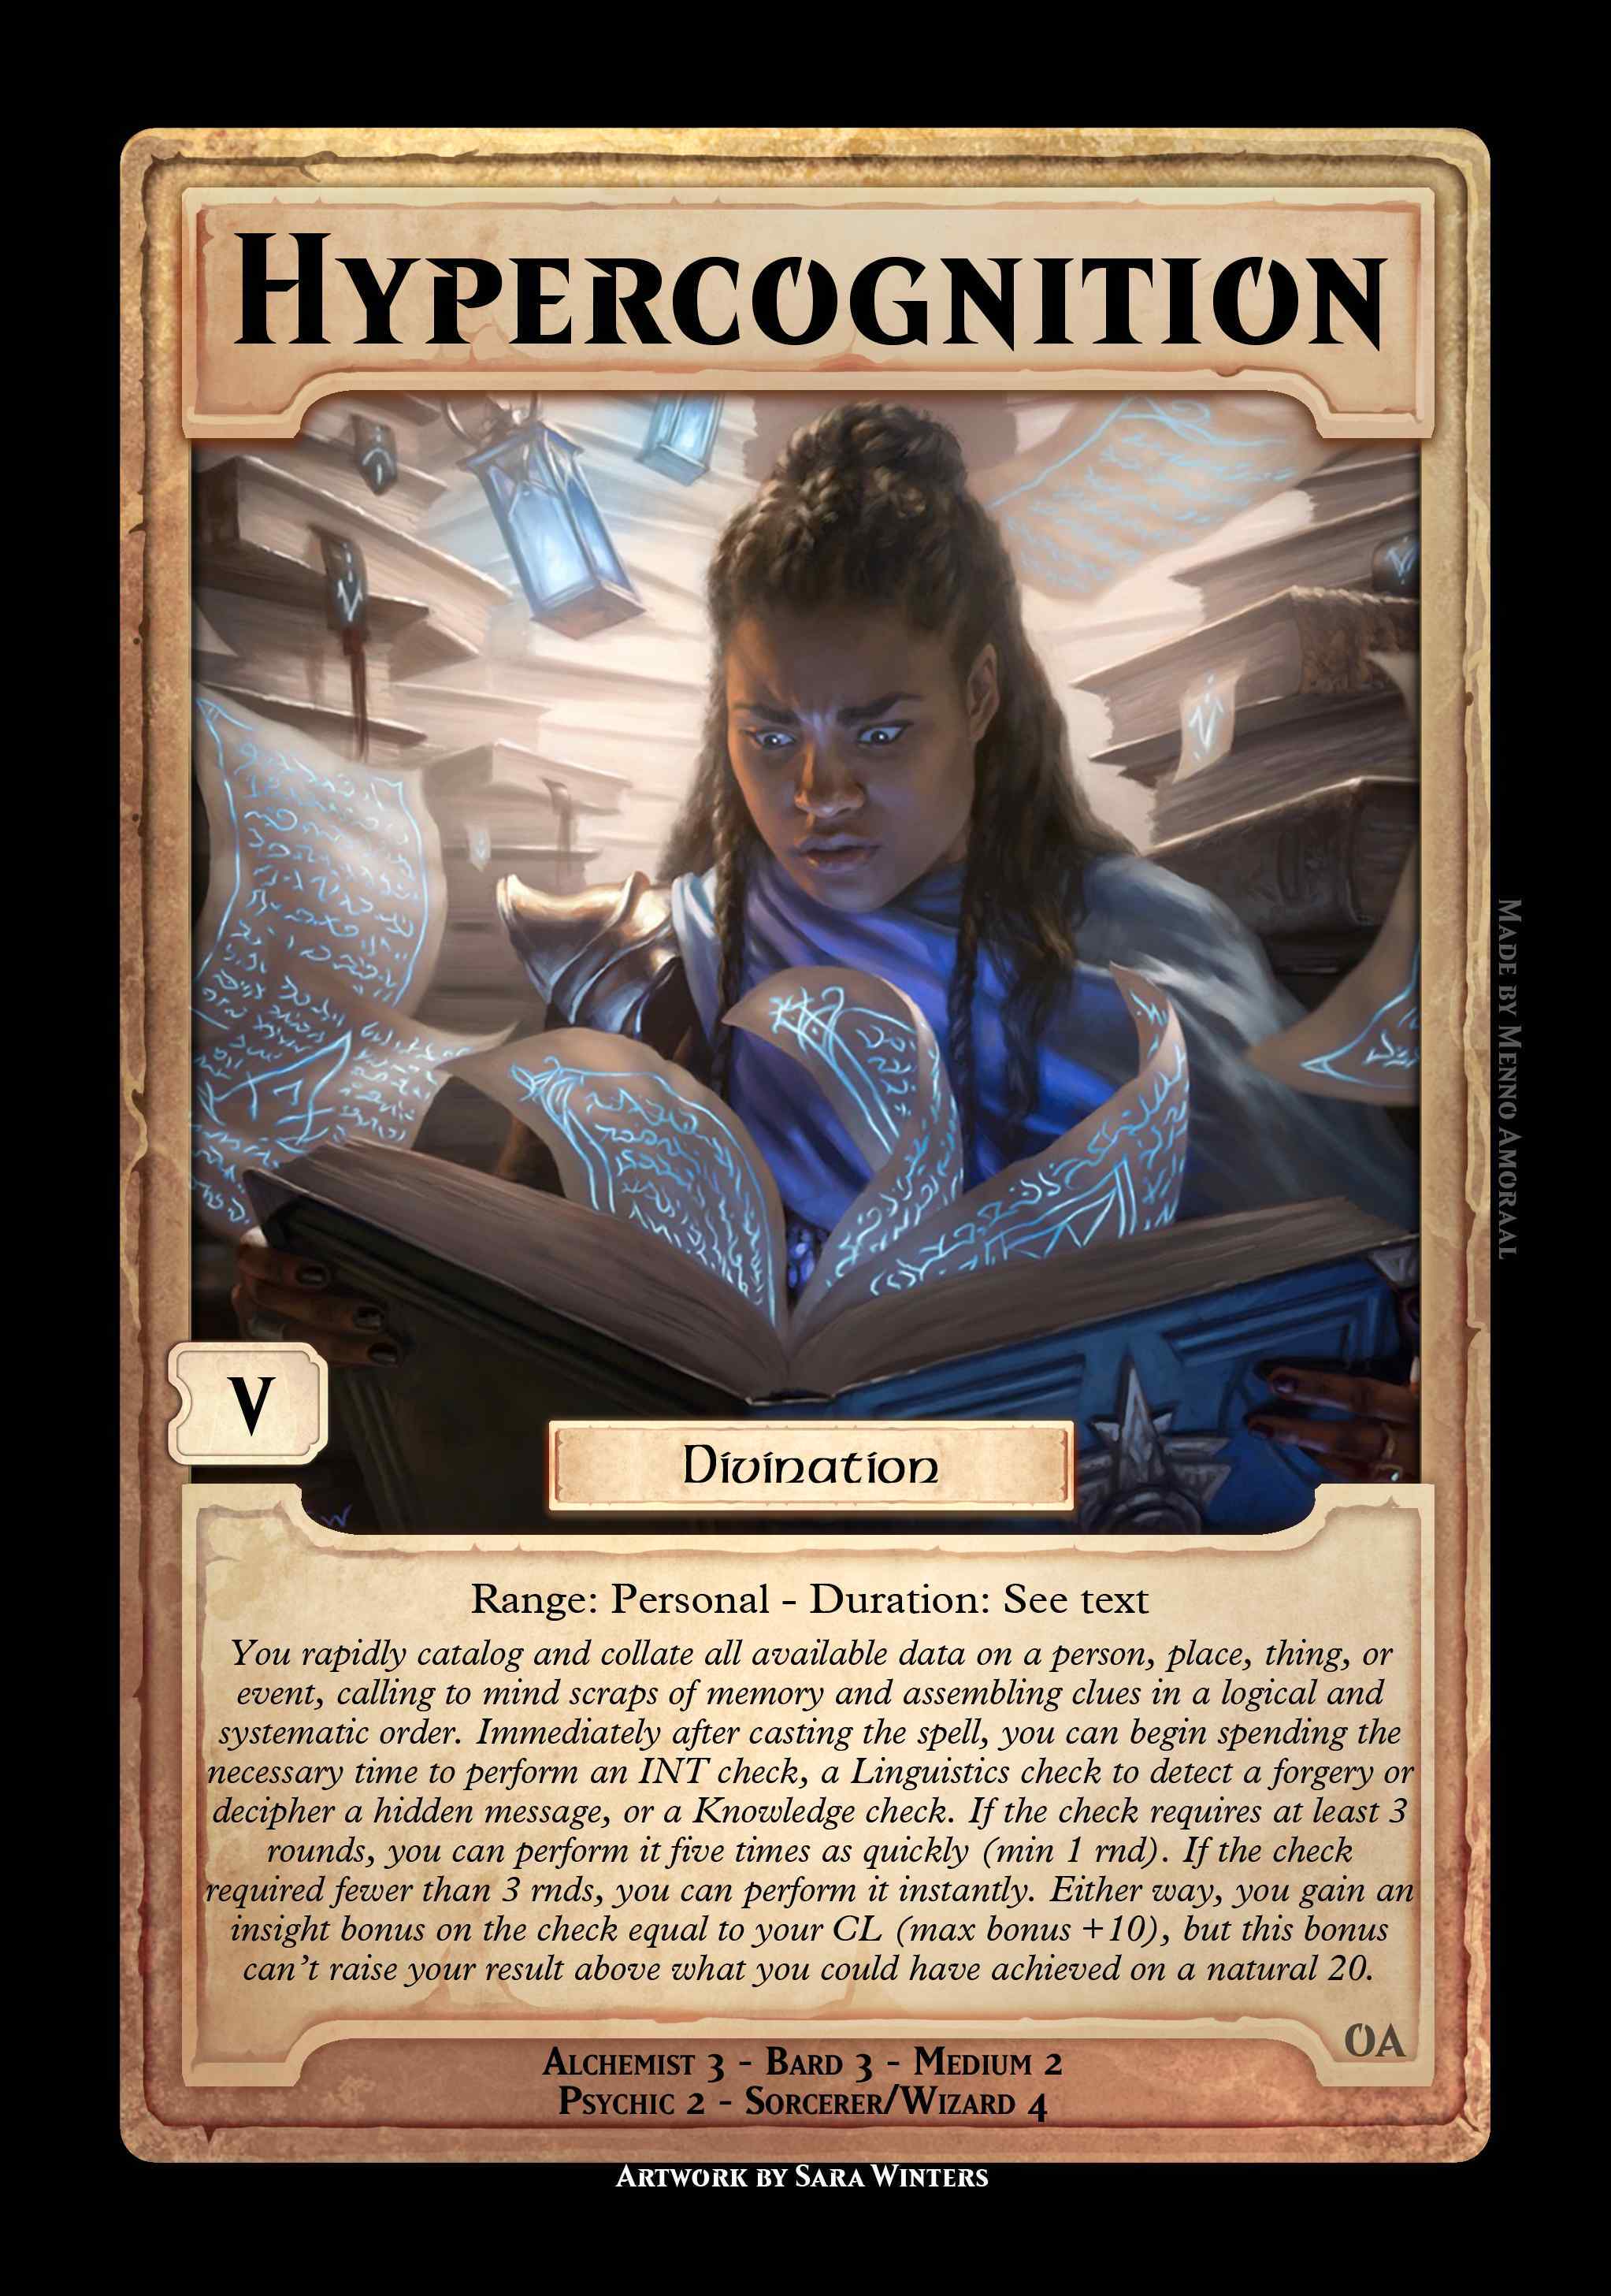 Hypercognition
V
Divination
Range: Personal - Duration: See text
You rapidly catalog and collate all available data on a person, place, thing, or
event, calling to mind scraps of memory and assembling clues in a logical and
systematic order. Immediately after casting the spell, you can begin spending the
necessary time to perform an INT check, a Linguistics check to detect a forgery or
decipher a hidden message, or a Knowledge check. If the check requires at least 3
rounds, you can perform it five times as quickly (min 1 rnd). If the check
required fewer than 3 rnds, you can perform it instantly. Either way, you gain an
insight bonus on the check equal to your CL (max bonus +10), but this bonus
can't raise your result above what you could have achieved on a natural 20.
OA
Alchemist 3 - Bard 3 - Medium 2
Psychic 2 - Sorcerer/Wizard 4
Artwork by Sara Winters
Made by Menno Amoraal